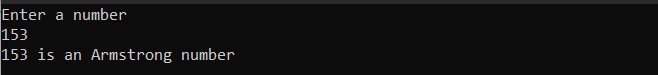 Enter a number
153
153 is an Armstrong number